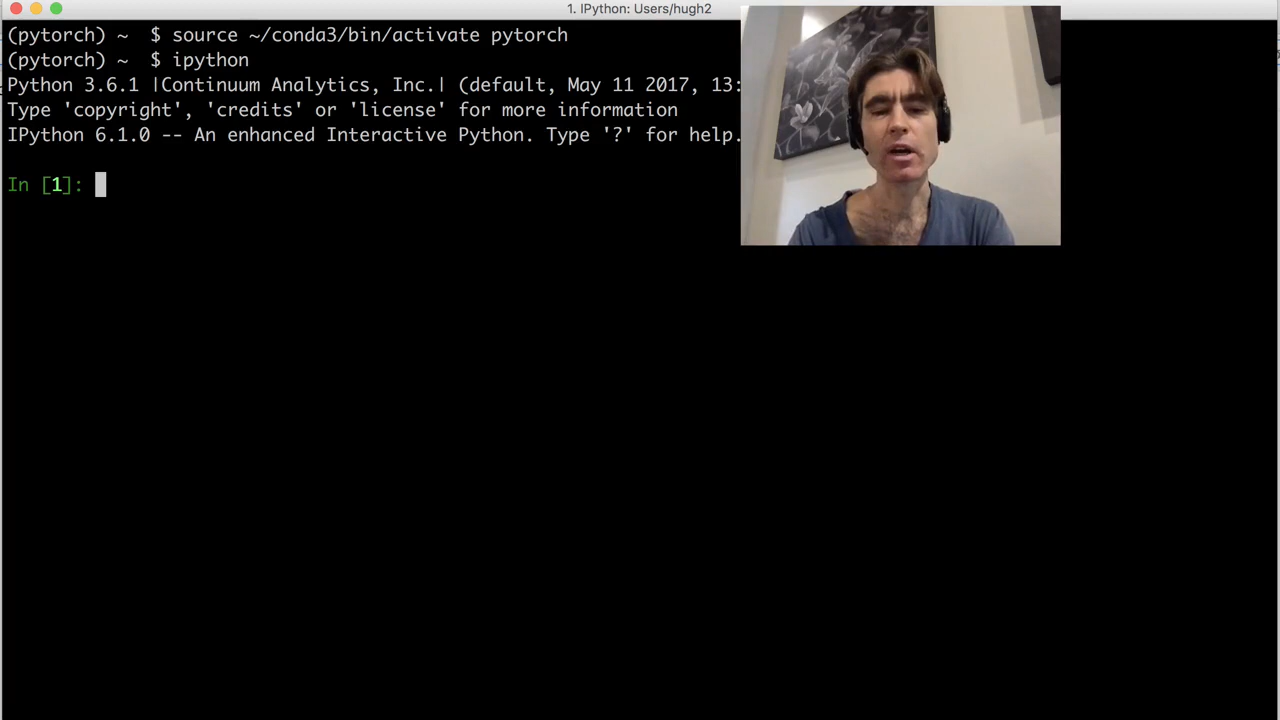 1. IPython: Users/hugh2
(pytorch) ~ $ source ~/conda3/bin/activate pytorch
(pytorch) ~ $ ipython
Python 3.6.1 |Continuum Analytics, Inc.| (default, May 11 2017, 13:
Type 'copyright', 'credits' or 'license' for more information
IPython 6.1.0 -- An enhanced Interactive Python. Type '?' for help.
In [1]: